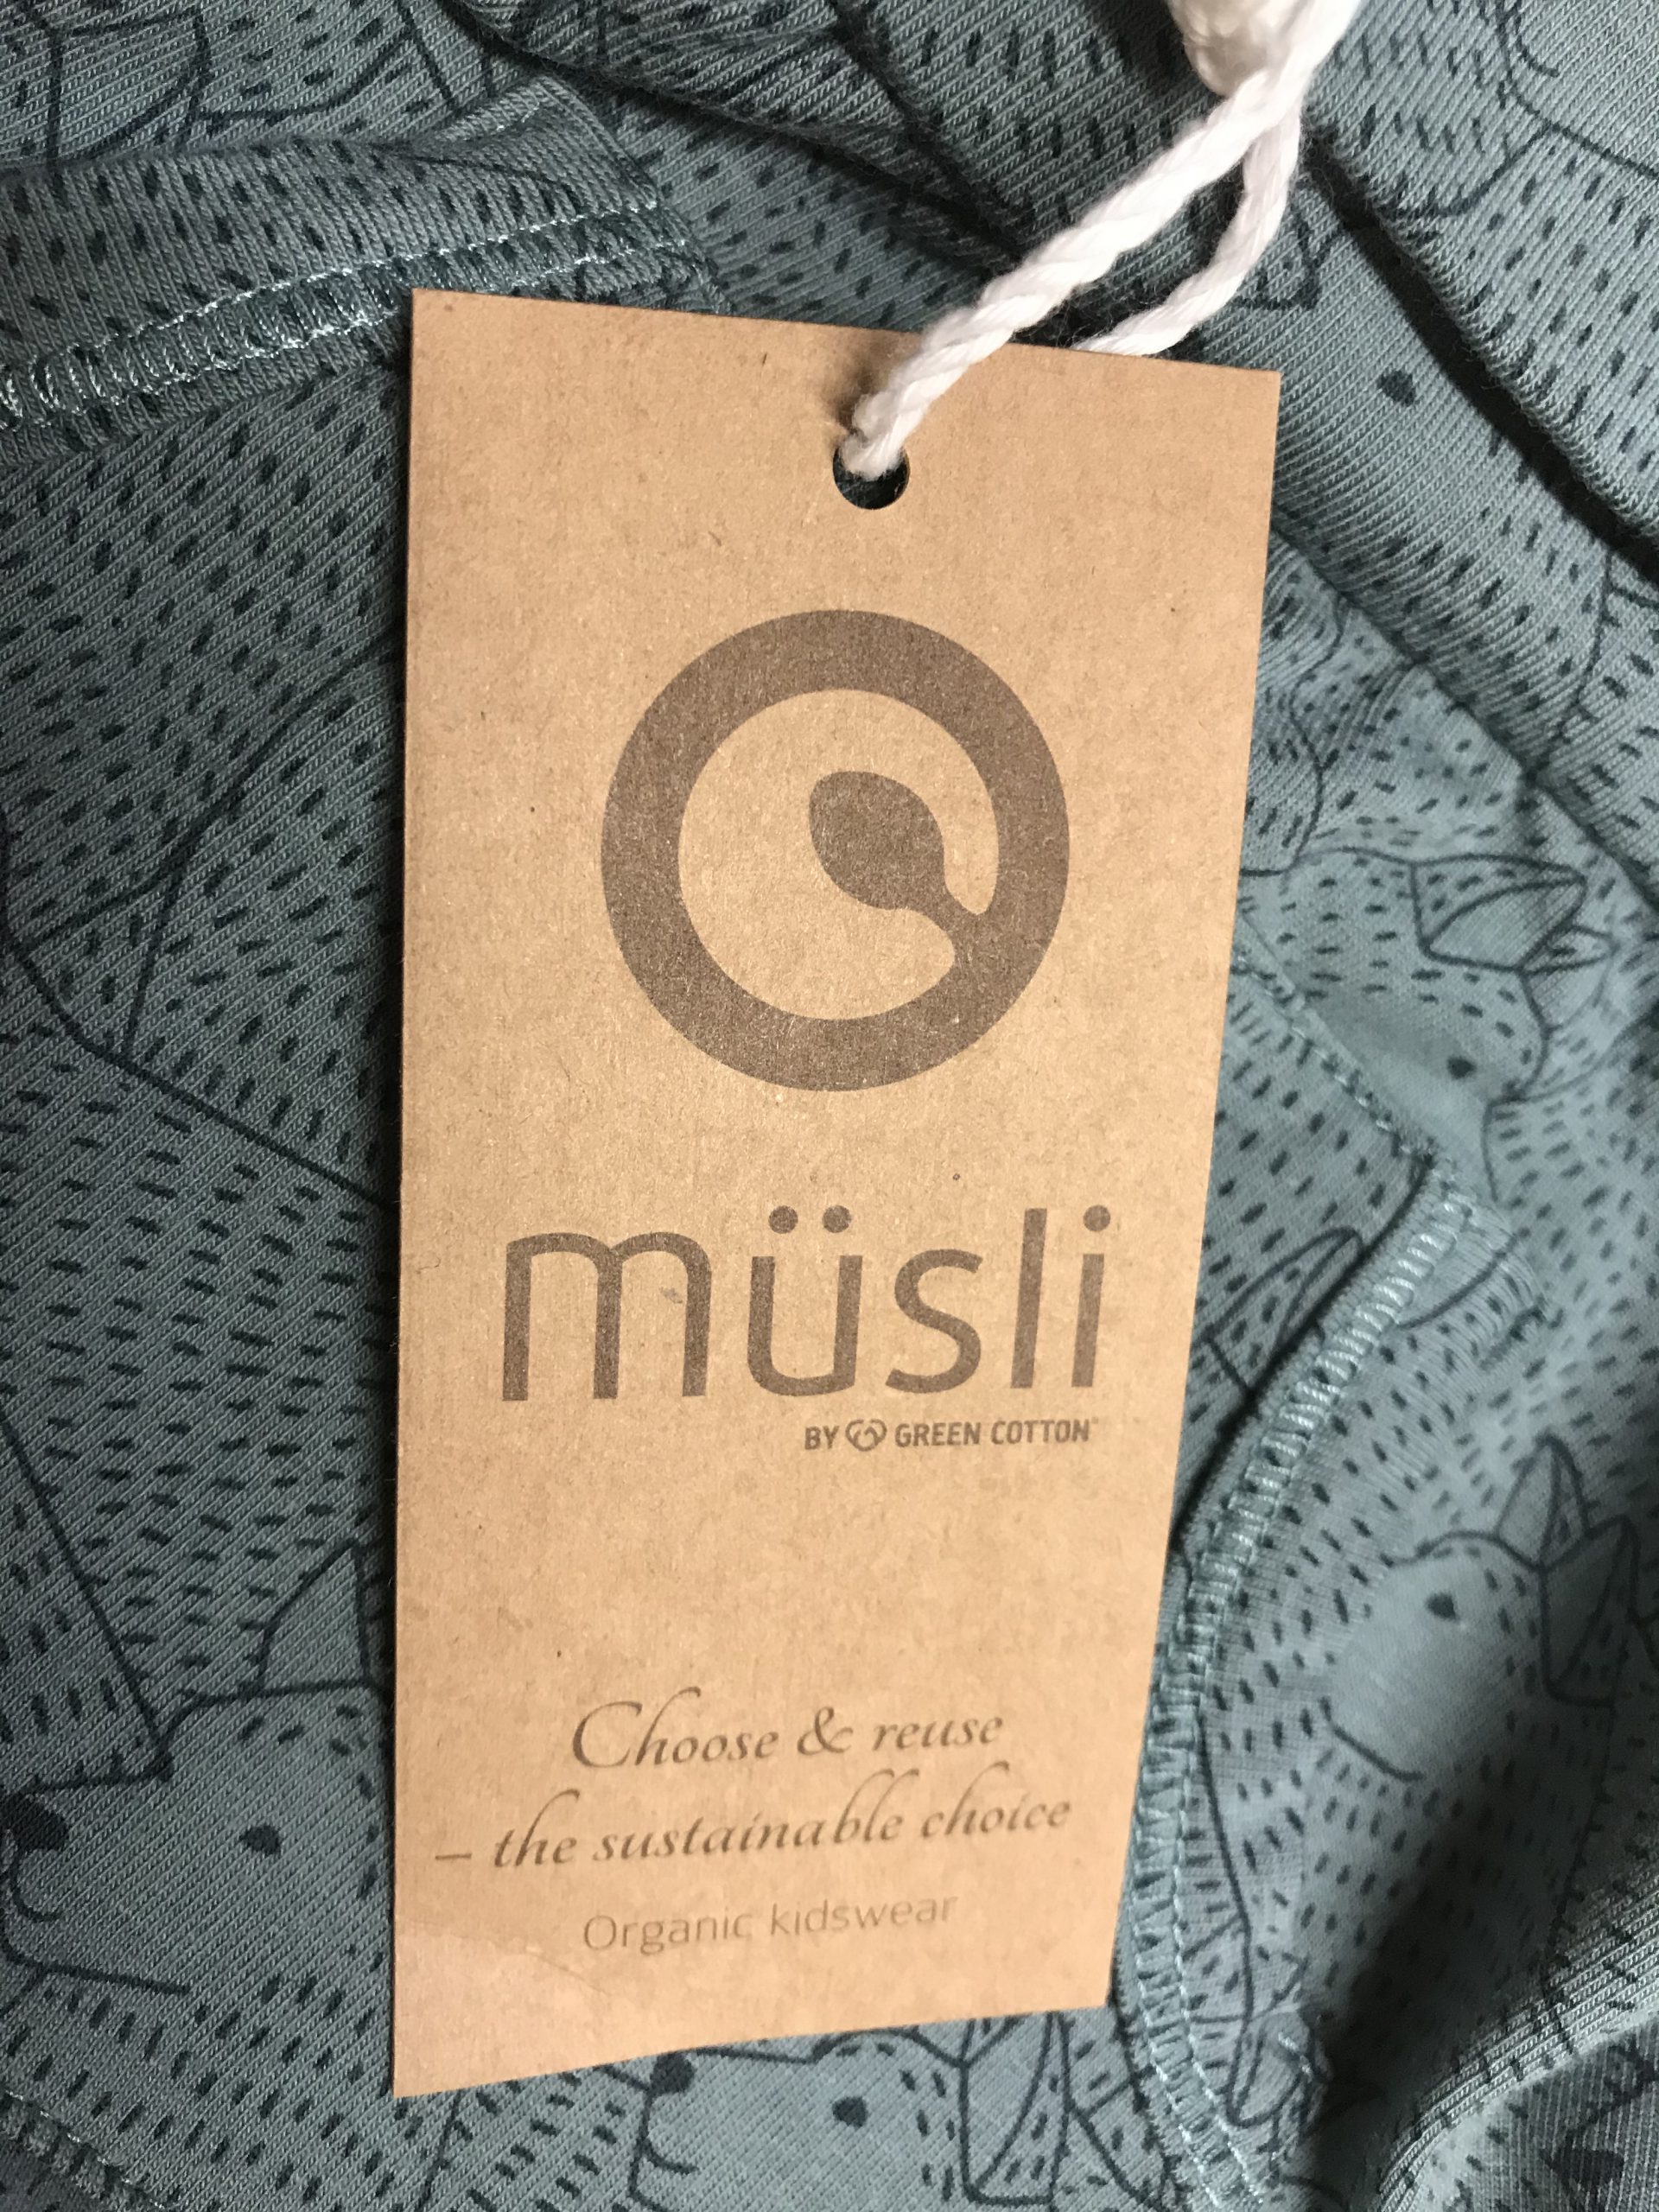 müsli
BY GREEN COTTON®
Choose & reuse
– the sustainable choice
Organic kidswear